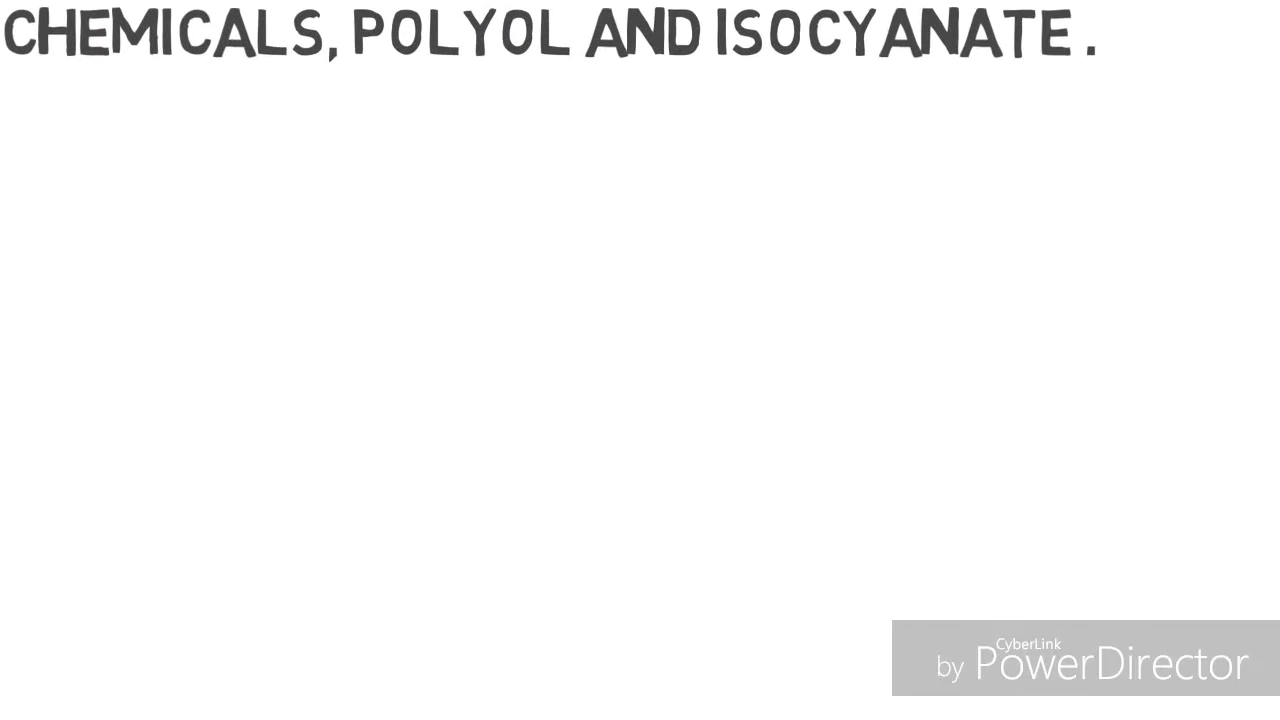 CHEMICALS, POLYOL AND ISOCYANATE .
CyberLink
by PowerDirector